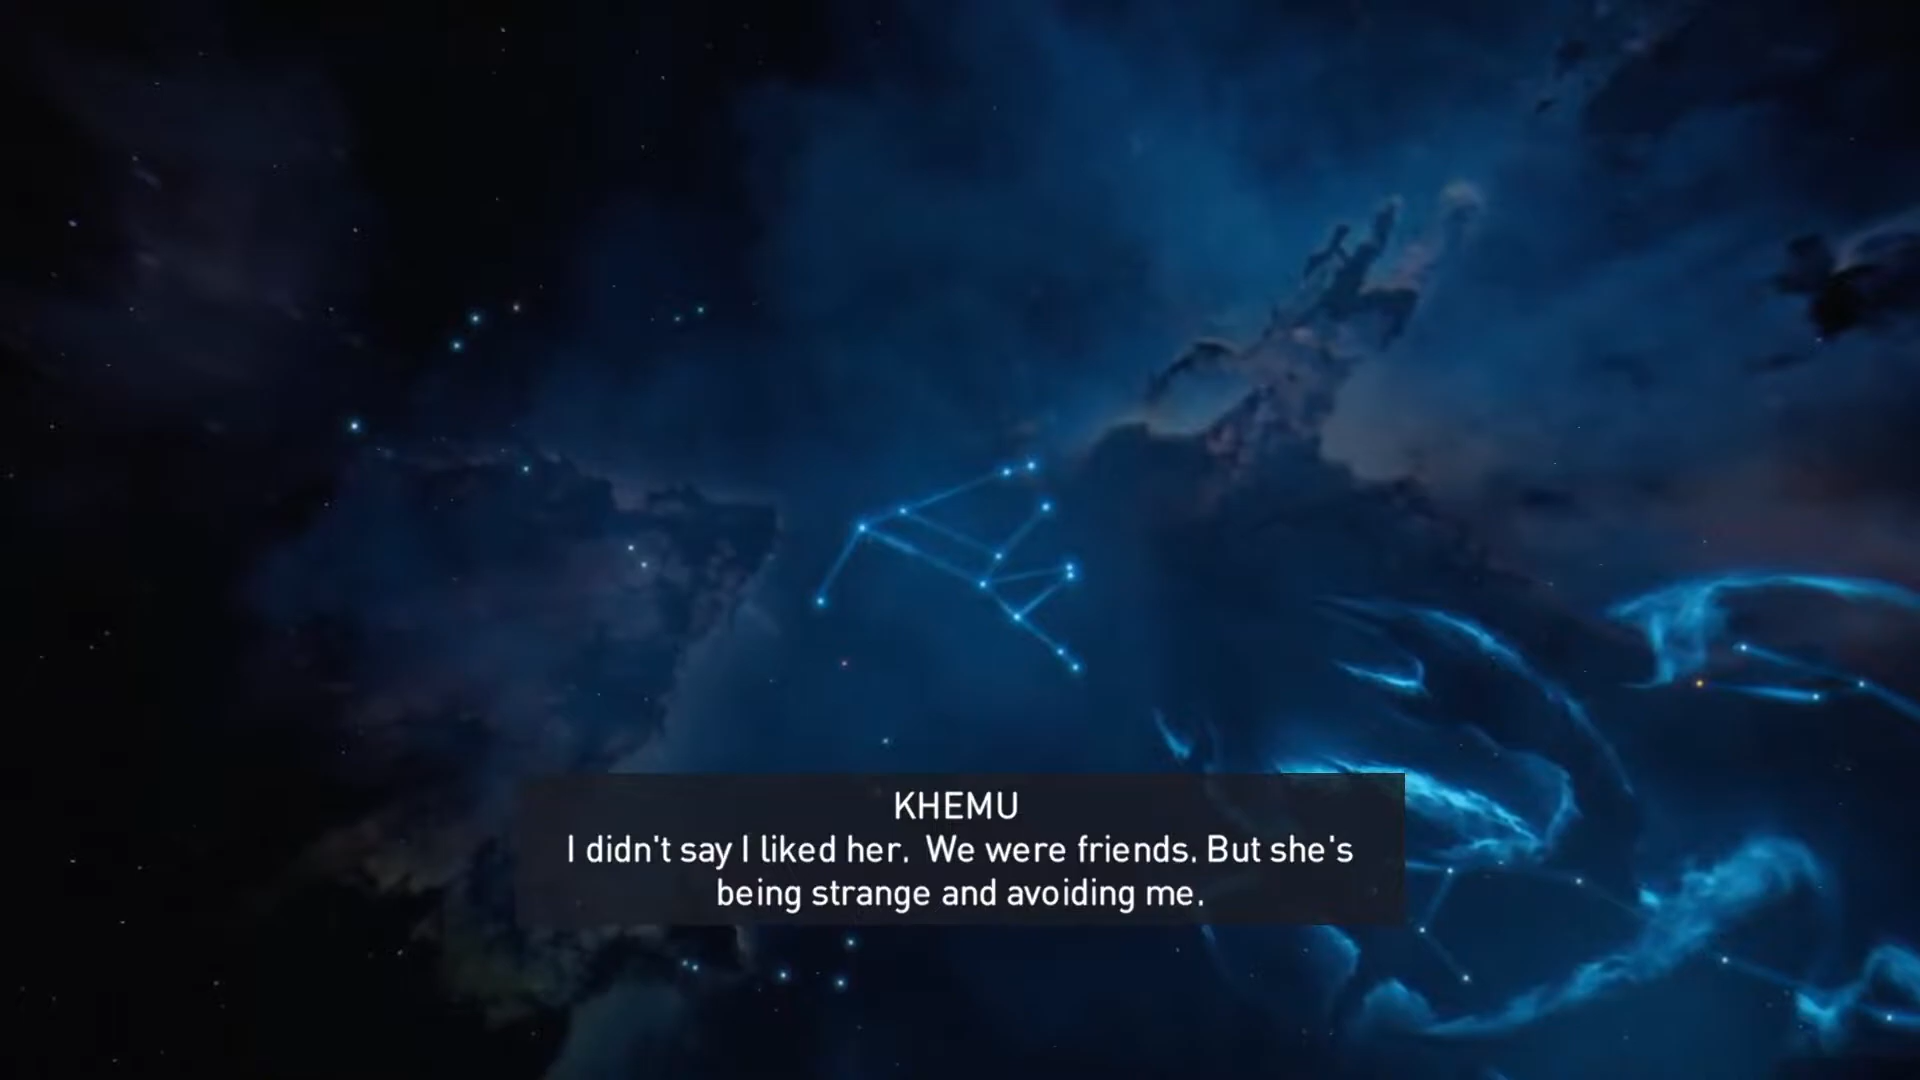 KHEMU
I didn't say I liked her.  We were friends. But she's
being strange and avoiding me.